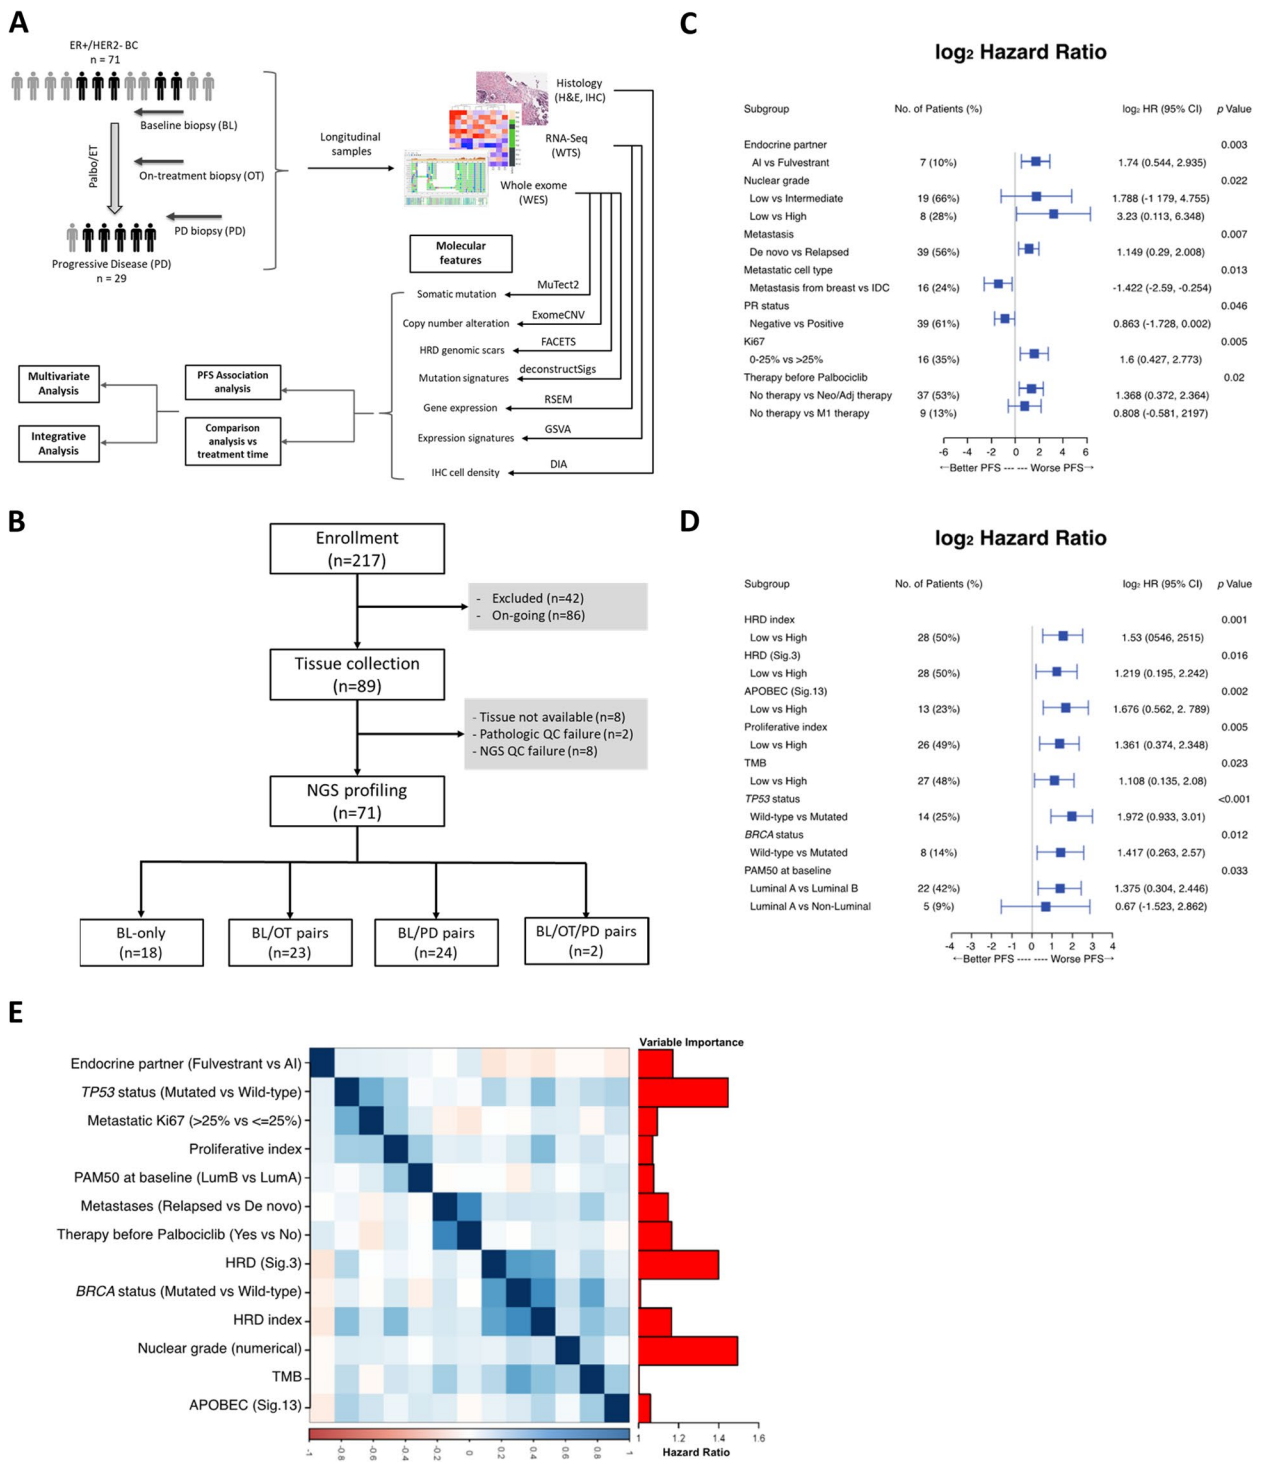 A
ER+/HER2- BC
n = 71
Baseline biopsy (BL)
Palbo/ET
On-treatment biopsy (OT)
PD biopsy (PD)
Progressive Disease (PD)
n = 29
Longitudinal
samples
Histology
(H&E, IHC)
RNA-Seq
(WTS)
Whole exome
(WES)
Molecular
features
Somatic mutation
MuTect2
Copy number alteration
ExomeCNV
HRD genomic scars
FACETS
Mutation signatures
deconstructSigs
Gene expression
RSEM
Expression signatures
GSVA
IHC cell density
DIA
Multivariate
Analysis
PFS Association
analysis
Integrative
Analysis
Comparison
analysis vs
treatment time
B
Enrollment
(n=217)
- Excluded (n=42)
- On-going (n=86)
Tissue collection
(n=89)
- Tissue not available (n=8)
- Pathologic QC failure (n=2)
- NGS QC failure (n=8)
NGS profiling
(n=71)
BL-only
(n=18)
BL/OT pairs
(n=23)
BL/PD pairs
(n=24)
BL/OT/PD pairs
(n=2)
C
log₂ Hazard Ratio
Subgroup No. of Patients (%) log₂ HR (95% CI) p Value
Endocrine partner 0.003
AI vs Fulvestrant 7 (10%) 1.74 (0.544, 2.935)
Nuclear grade 0.022
Low vs Intermediate 19 (66%) 1.788 (-1 179, 4.755)
Low vs High 8 (28%) 3.23 (0.113, 6.348)
Metastasis 0.007
De novo vs Relapsed 39 (56%) 1.149 (0.29, 2.008)
Metastatic cell type 0.013
Metastasis from breast vs IDC 16 (24%) -1.422 (-2.59, -0.254)
PR status 0.046
Negative vs Positive 39 (61%) 0.863 (-1.728, 0.002)
Ki67 0.005
0-25% vs >25% 16 (35%) 1.6 (0.427, 2.773)
Therapy before Palbociclib 0.02
No therapy vs Neo/Adj therapy 37 (53%) 1.368 (0.372, 2.364)
No therapy vs M1 therapy 9 (13%) 0.808 (-0.581, 2197)
-6 -4 -2 0 2 4 6
←Better PFS --- --- Worse PFS→
D
log₂ Hazard Ratio
Subgroup No. of Patients (%) log₂ HR (95% CI) p Value
HRD index 0.001
Low vs High 28 (50%) 1.53 (0546, 2515)
HRD (Sig.3) 0.016
Low vs High 28 (50%) 1.219 (0.195, 2.242)
APOBEC (Sig.13) 0.002
Low vs High 13 (23%) 1.676 (0.562, 2. 789)
Proliferative index 0.005
Low vs High 26 (49%) 1.361 (0.374, 2.348)
TMB 0.023
Low vs High 27 (48%) 1.108 (0.135, 2.08)
TP53 status <0.001
Wild-type vs Mutated 14 (25%) 1.972 (0.933, 3.01)
BRCA status 0.012
Wild-type vs Mutated 8 (14%) 1.417 (0.263, 2.57)
PAM50 at baseline 0.033
Luminal A vs Luminal B 22 (42%) 1.375 (0.304, 2.446)
Luminal A vs Non-Luminal 5 (9%) 0.67 (-1.523, 2.862)
-4 -3 -2 -1 0 1 2 3 4
←Better PFS ---- ---- Worse PFS→
E
Variable Importance
Endocrine partner (Fulvestrant vs AI)
TP53 status (Mutated vs Wild-type)
Metastatic Ki67 (>25% vs <=25%)
Proliferative index
PAM50 at baseline (LumB vs LumA)
Metastases (Relapsed vs De novo)
Therapy before Palbociclib (Yes vs No)
HRD (Sig.3)
BRCA status (Mutated vs Wild-type)
HRD index
Nuclear grade (numerical)
TMB
APOBEC (Sig.13)
-1 -0.8 -0.6 -0.4 -0.2 0 0.2 0.4 0.6 0.8 1
1 1.2 1.4 1.6
Hazard Ratio